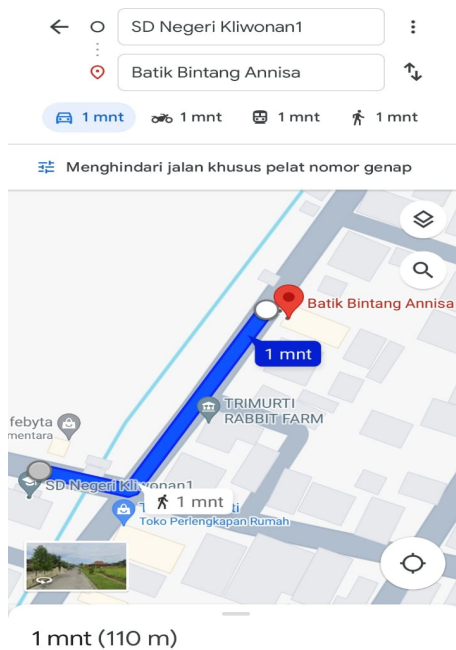 SD Negeri Kliwonan1
Batik Bintang Annisa
1 mnt
1 mnt
1 mnt
1 mnt
Menghindari jalan khusus pelat nomor genap
Batik Bintang Annisa
1 mnt
TRIMURTI
RABBIT FARM
febyta
mentara
SD Negeri Kliwonan1
1 mnt
Toko Perlengkapan Rumah
1 mnt (110 m)